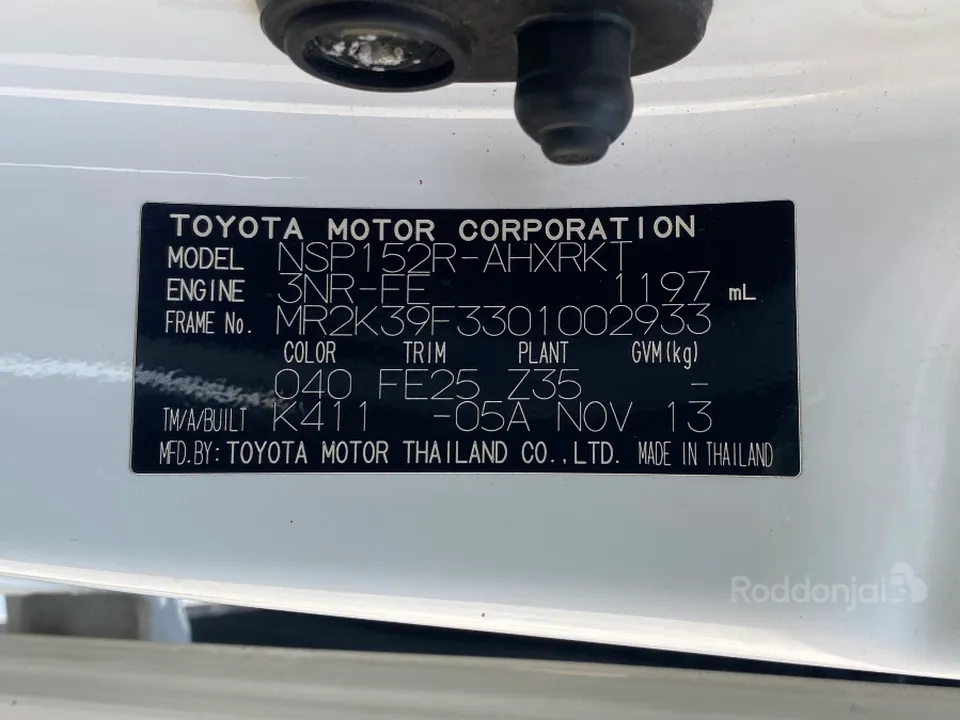 TOYOTA MOTOR CORPORATION
MODEL NSP152R-AHXRKT
ENGINE 3NR-FE 1197 mL
FRAME No. MR2K39F3301002933
COLOR TRIM PLANT GVM(kg)
040 FE25 Z35 -
TM/A/BUILT K411 -05A NOV 13
MFD.BY: TOYOTA MOTOR THAILAND CO.,LTD. MADE IN THAILAND
Roddonjai